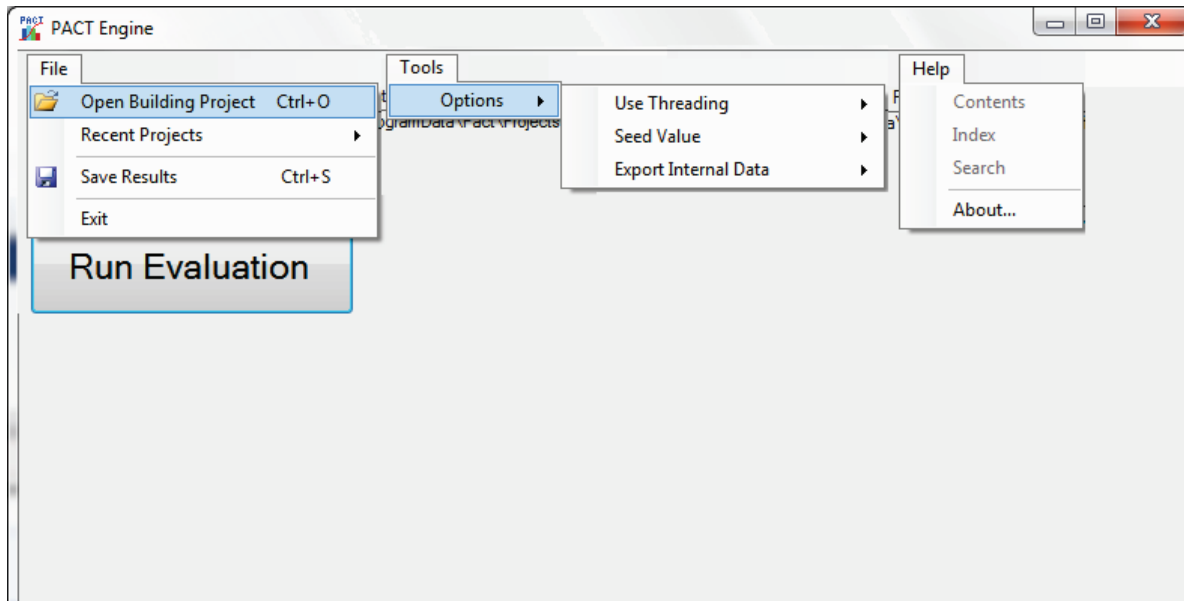 PACT PACT Engine
File
Open Building Project Ctrl+O
Recent Projects
Save Results Ctrl+S
Exit
Tools
Options
Use Threading
Seed Value
Export Internal Data
Help
Contents
Index
Search
About...
Run Evaluation